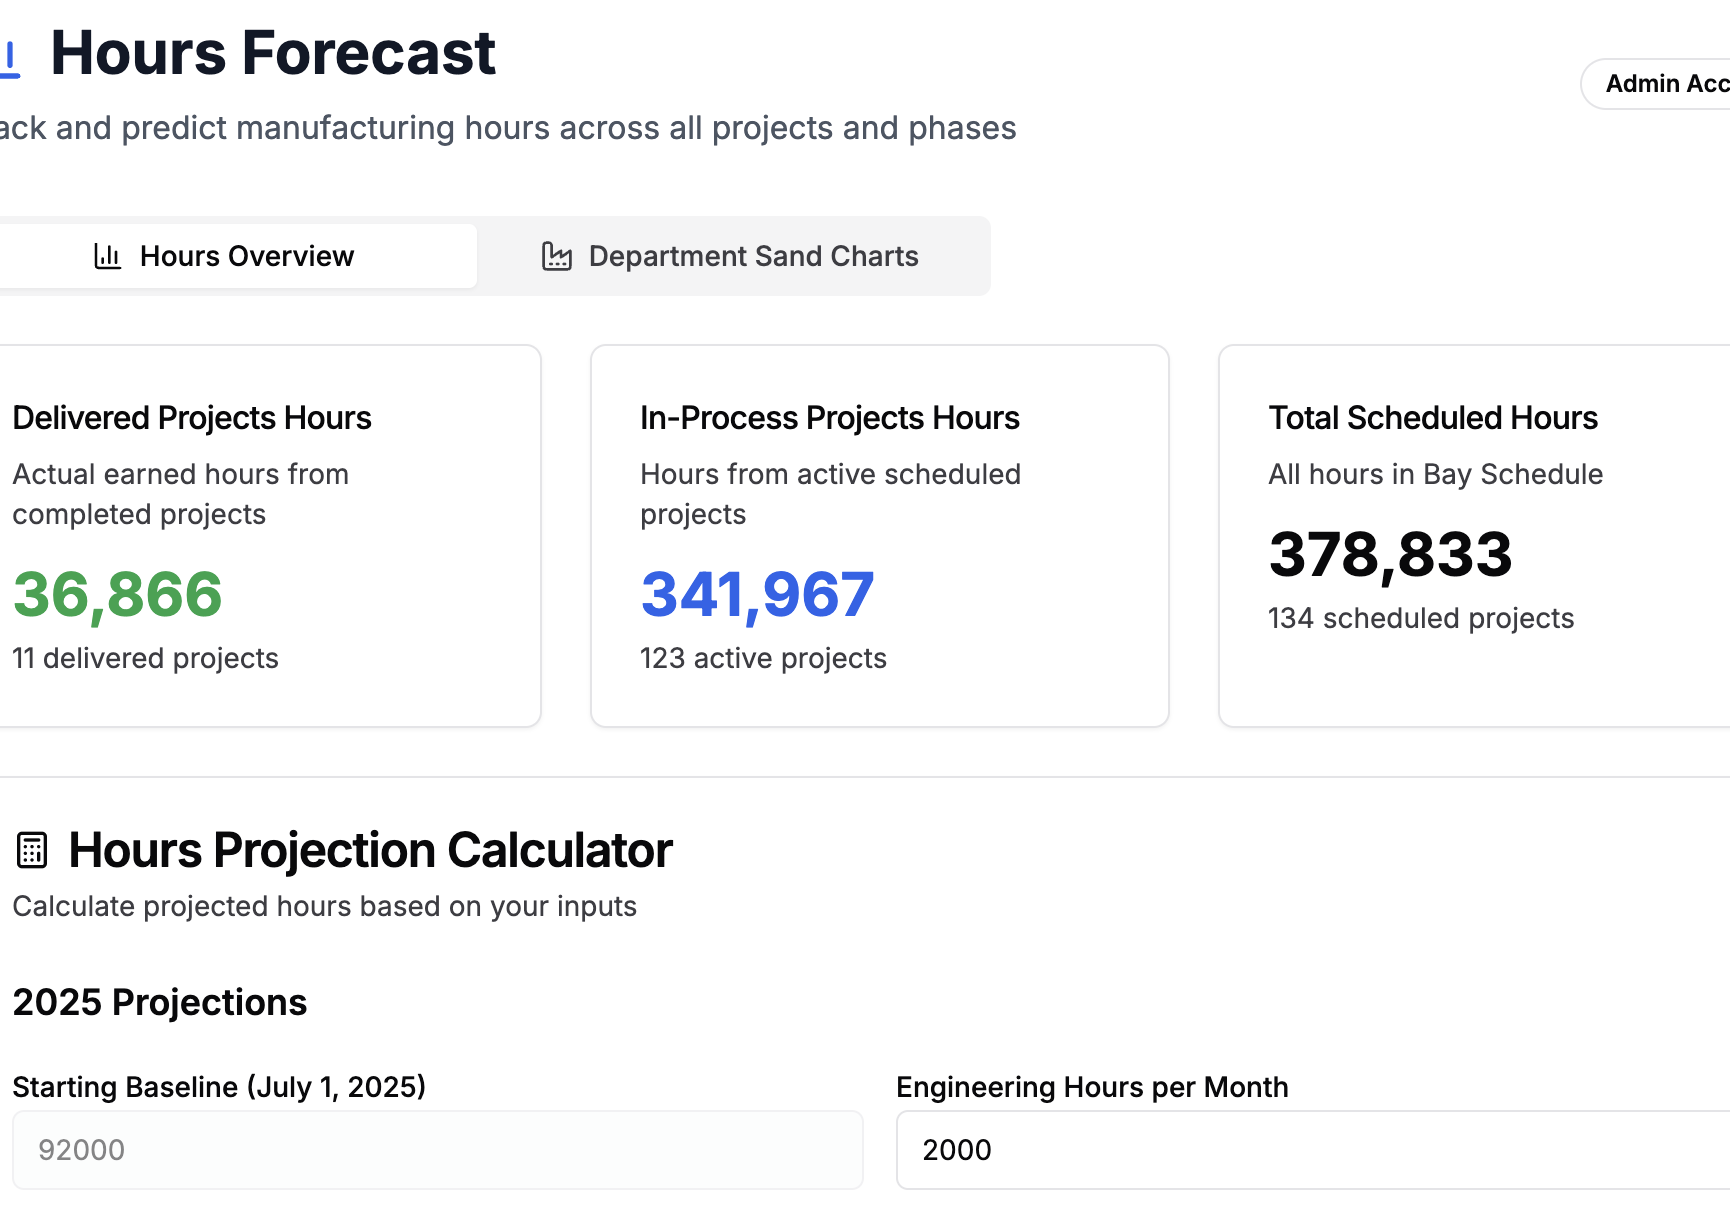 Hours Forecast
Admin Acc
ack and predict manufacturing hours across all projects and phases
Hours Overview
Department Sand Charts
Delivered Projects Hours
Actual earned hours from
completed projects
36,866
11 delivered projects
In-Process Projects Hours
Hours from active scheduled
projects
341,967
123 active projects
Total Scheduled Hours
All hours in Bay Schedule
378,833
134 scheduled projects
Hours Projection Calculator
Calculate projected hours based on your inputs
2025 Projections
Starting Baseline (July 1, 2025)
92000
Engineering Hours per Month
2000